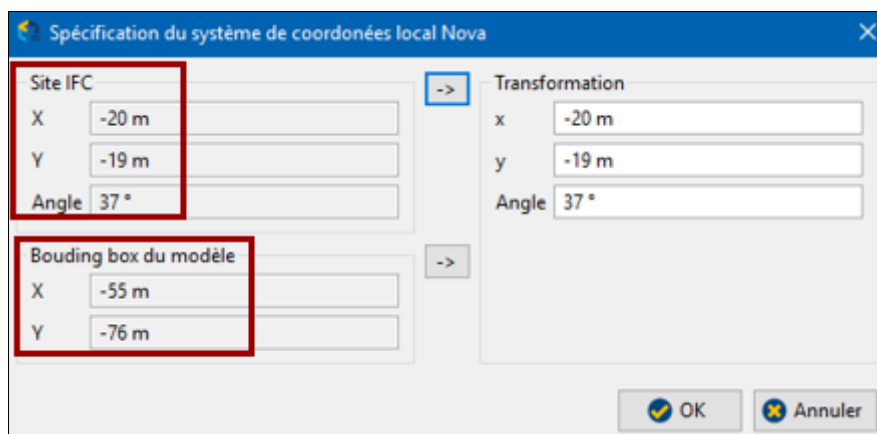 Spécification du système de coordonées local Nova
Site IFC
X -20 m
Y -19 m
Angle 37 °
->
Transformation
x -20 m
y -19 m
Angle 37 °
Bouding box du modèle
X -55 m
Y -76 m
->
OK Annuler